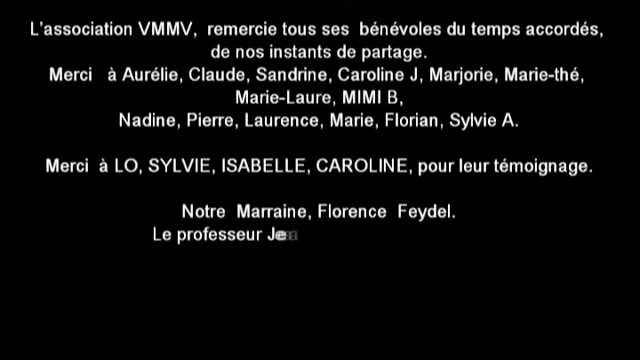 L'association VMMV, remercie tous ses bénévoles du temps accordés,
de nos instants de partage.
Merci à Aurélie, Claude, Sandrine, Caroline J, Marjorie, Marie-thé,
Marie-Laure, MIMI B,
Nadine, Pierre, Laurence, Marie, Florian, Sylvie A.
Merci à LO, SYLVIE, ISABELLE, CAROLINE, pour leur témoignage.
Notre Marraine, Florence Feydel.
Le professeur